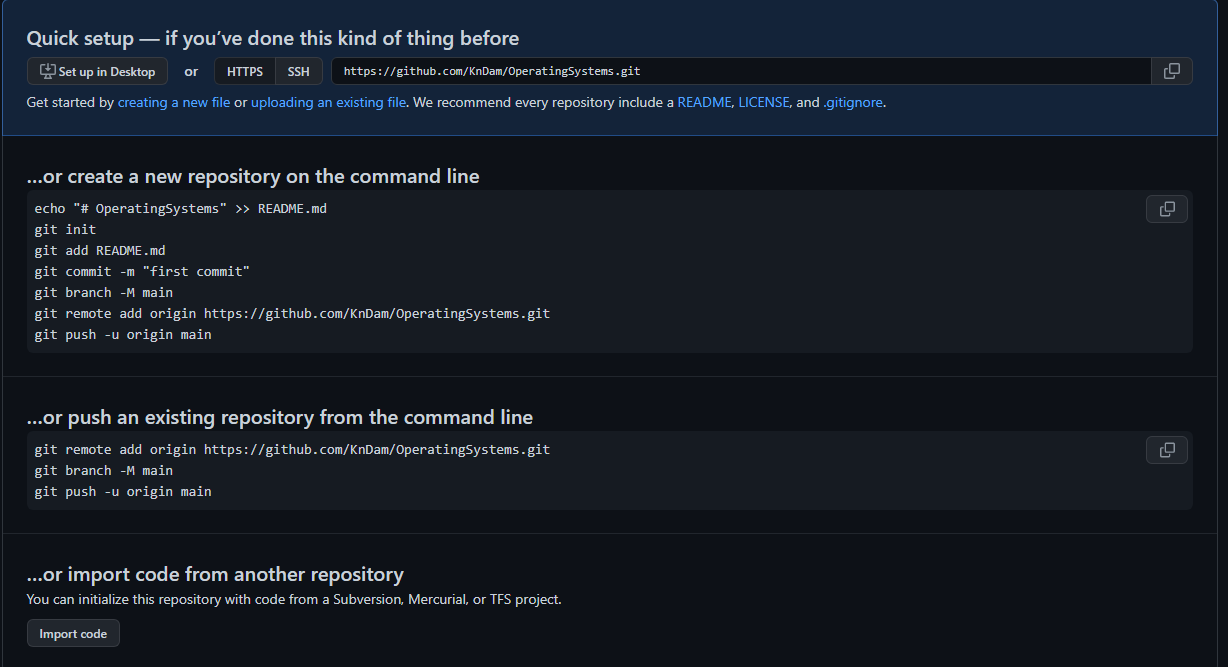 Quick setup — if you’ve done this kind of thing before
Set up in Desktop or HTTPS SSH https://github.com/KnDam/OperatingSystems.git
Get started by creating a new file or uploading an existing file. We recommend every repository include a README, LICENSE, and .gitignore.
…or create a new repository on the command line
echo "# OperatingSystems" >> README.md
git init
git add README.md
git commit -m "first commit"
git branch -M main
git remote add origin https://github.com/KnDam/OperatingSystems.git
git push -u origin main
…or push an existing repository from the command line
git remote add origin https://github.com/KnDam/OperatingSystems.git
git branch -M main
git push -u origin main
…or import code from another repository
You can initialize this repository with code from a Subversion, Mercurial, or TFS project.
Import code